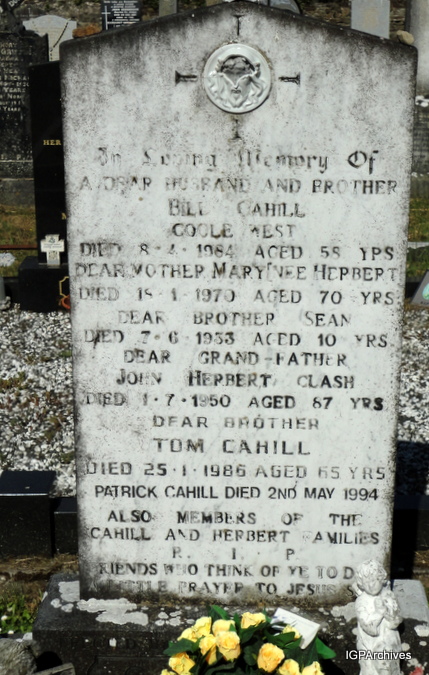 In Loving Memory Of
A DEAR HUSBAND AND BROTHER
BILL CAHILL
COOLE WEST
DIED 8-4-1984 AGED 58 YRS
DEAR MOTHER MARY NEE HERBERT
DIED 18-1-1970 AGED 70 YRS
DEAR BROTHER SEAN
DIED 7-6-1933 AGED 10 YRS
DEAR GRAND-FATHER
JOHN HERBERT CLASH
DIED 1-7-1950 AGED 87 YRS
DEAR BROTHER
TOM CAHILL
DIED 25-1-1986 AGED 65 YRS
PATRICK CAHILL DIED 2ND MAY 1994
ALSO MEMBERS OF THE
CAHILL AND HERBERT FAMILIES
R. I. P.
FRIENDS WHO THINK OF YE TO D
LITTLE PRAYER TO JESUS S
IGPArchives